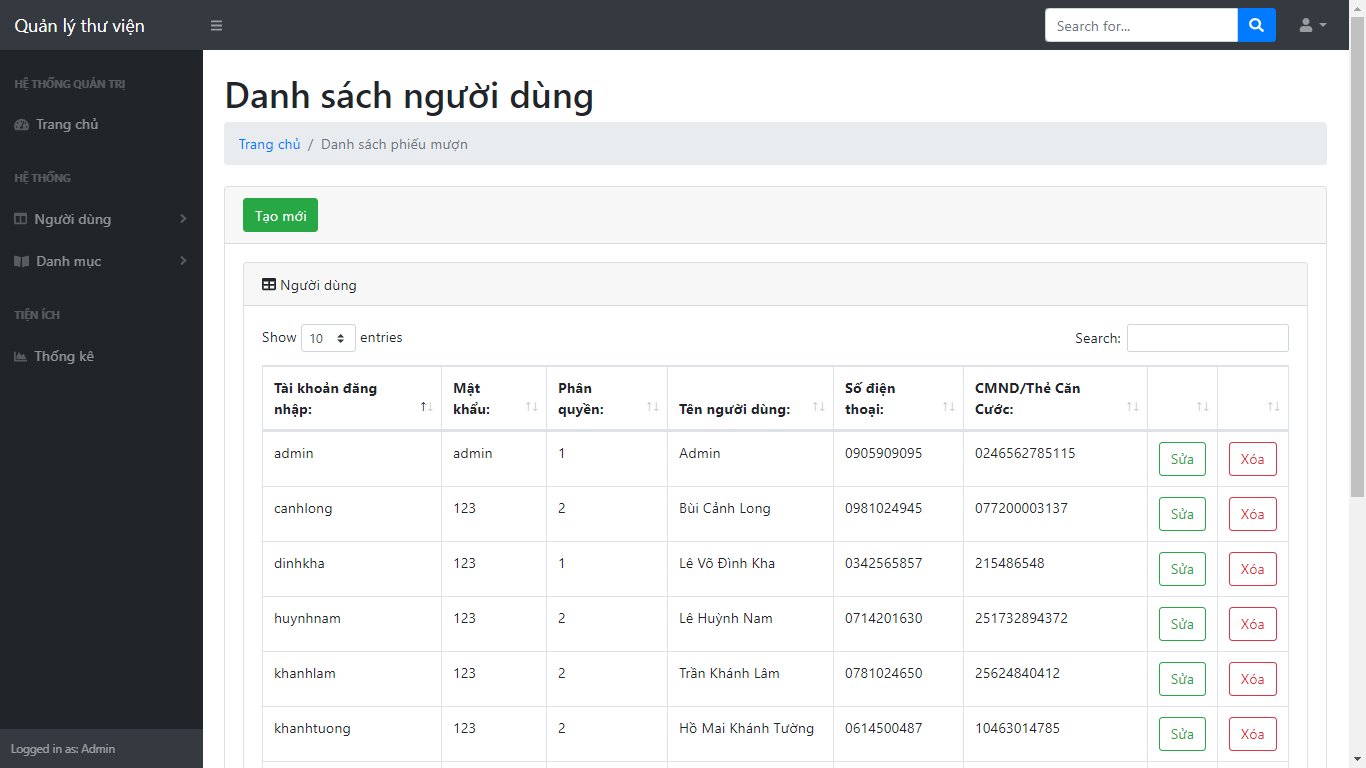 Quản lý thư viện
Search for...
HỆ THỐNG QUẢN TRỊ
Trang chủ
HỆ THỐNG
Người dùng
Danh mục
TIỆN ÍCH
Thống kê
Logged in as: Admin
Danh sách người dùng
Trang chủ / Danh sách phiếu mượn
Tạo mới
Người dùng
Show 10 entries
Search:
Tài khoản đăng nhập: Mật khẩu: Phân quyền: Tên người dùng: Số điện thoại: CMND/Thẻ Căn Cước:
admin admin 1 Admin 0905909095 0246562785115 Sửa Xóa
canhlong 123 2 Bùi Cảnh Long 0981024945 077200003137 Sửa Xóa
dinhkha 123 1 Lê Võ Đình Kha 0342565857 215486548 Sửa Xóa
huynhnam 123 2 Lê Huỳnh Nam 0714201630 251732894372 Sửa Xóa
khanhlam 123 2 Trần Khánh Lâm 0781024650 25624840412 Sửa Xóa
khanhtuong 123 2 Hồ Mai Khánh Tường 0614500487 10463014785 Sửa Xóa